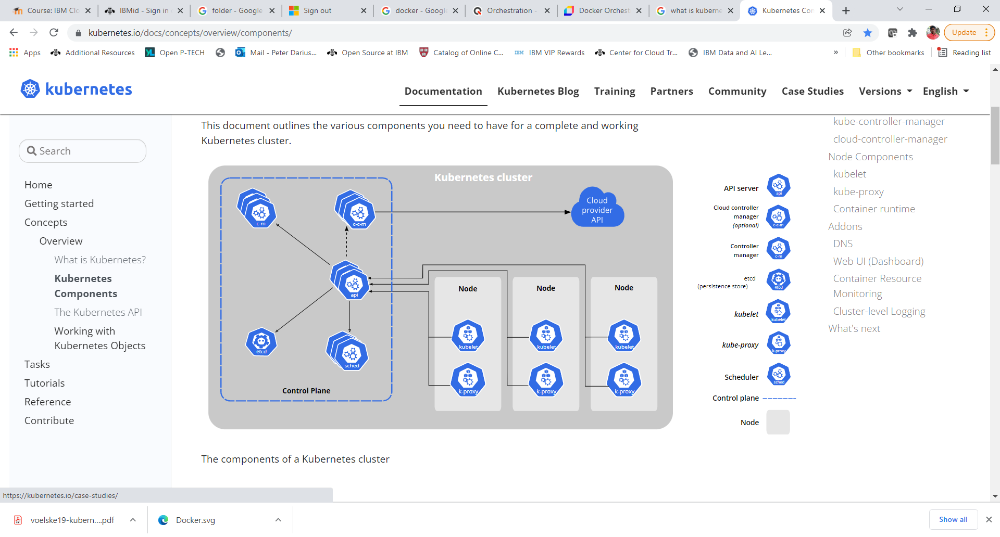 Course: IBM Clo
IBMid - Sign in
folder - Google
Sign out
docker - Googl
Orchestration -
Docker Orchest
what is kuberne
Kubernetes Con
kubernetes.io/docs/concepts/overview/components/
Update
Apps
Additional Resources
YL Open P-TECH
Mail - Peter Darius...
Open Source at IBM
Catalog of Online C...
IBM IBM VIP Rewards
Center for Cloud Tr...
IBM Data and AI Le...
»
Other bookmarks
Reading list
kubernetes
Documentation
Kubernetes Blog
Training
Partners
Community
Case Studies
Versions
English
Search
Home
Getting started
Concepts
Overview
What is Kubernetes?
Kubernetes
Components
The Kubernetes API
Working with
Kubernetes Objects
Tasks
Tutorials
Reference
Contribute
This document outlines the various components you need to have for a complete and working
Kubernetes cluster.
Kubernetes cluster
c-m
c-c-m
Cloud
provider
API
api
etcd
sched
Control Plane
Node
Node
Node
kubelet
kubelet
kubelet
k-proxy
k-proxy
k-proxy
API server
api
Cloud controller
manager
(optional)
c-c-m
Controller
manager
c-m
etcd
(persistence store)
etcd
kubelet
kubelet
kube-proxy
k-proxy
Scheduler
sched
Control plane
Node
The components of a Kubernetes cluster
kube-controller-manager
cloud-controller-manager
Node Components
kubelet
kube-proxy
Container runtime
Addons
DNS
Web UI (Dashboard)
Container Resource
Monitoring
Cluster-level Logging
What's next
https://kubernetes.io/case-studies/
voelske19-kubern....pdf
Docker.svg
Show all